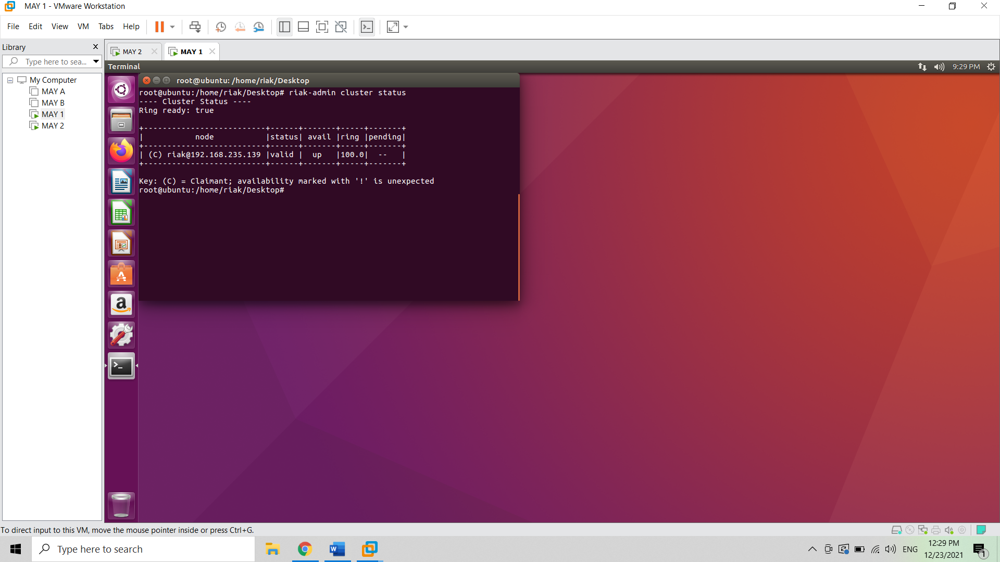 MAY 1 - VMware Workstation
File Edit View VM Tabs Help
Library
Type here to sea...
My Computer
MAY A
MAY B
MAY 1
MAY 2
MAY 2
MAY 1
Terminal
9:29 PM
root@ubuntu: /home/riak/Desktop
root@ubuntu:/home/riak/Desktop# riak-admin cluster status
---- Cluster Status ----
Ring ready: true
+--------------------------+------+-------+-----+-------+
|           node           |status| avail |ring |pending|
+--------------------------+------+-------+-----+-------+
| (C) riak@192.168.235.139 |valid |  up   |100.0|  --   |
+--------------------------+------+-------+-----+-------+
Key: (C) = Claimant; availability marked with '!' is unexpected
root@ubuntu:/home/riak/Desktop#
To direct input to this VM, move the mouse pointer inside or press Ctrl+G.
Type here to search
ENG
12:29 PM
12/23/2021
1